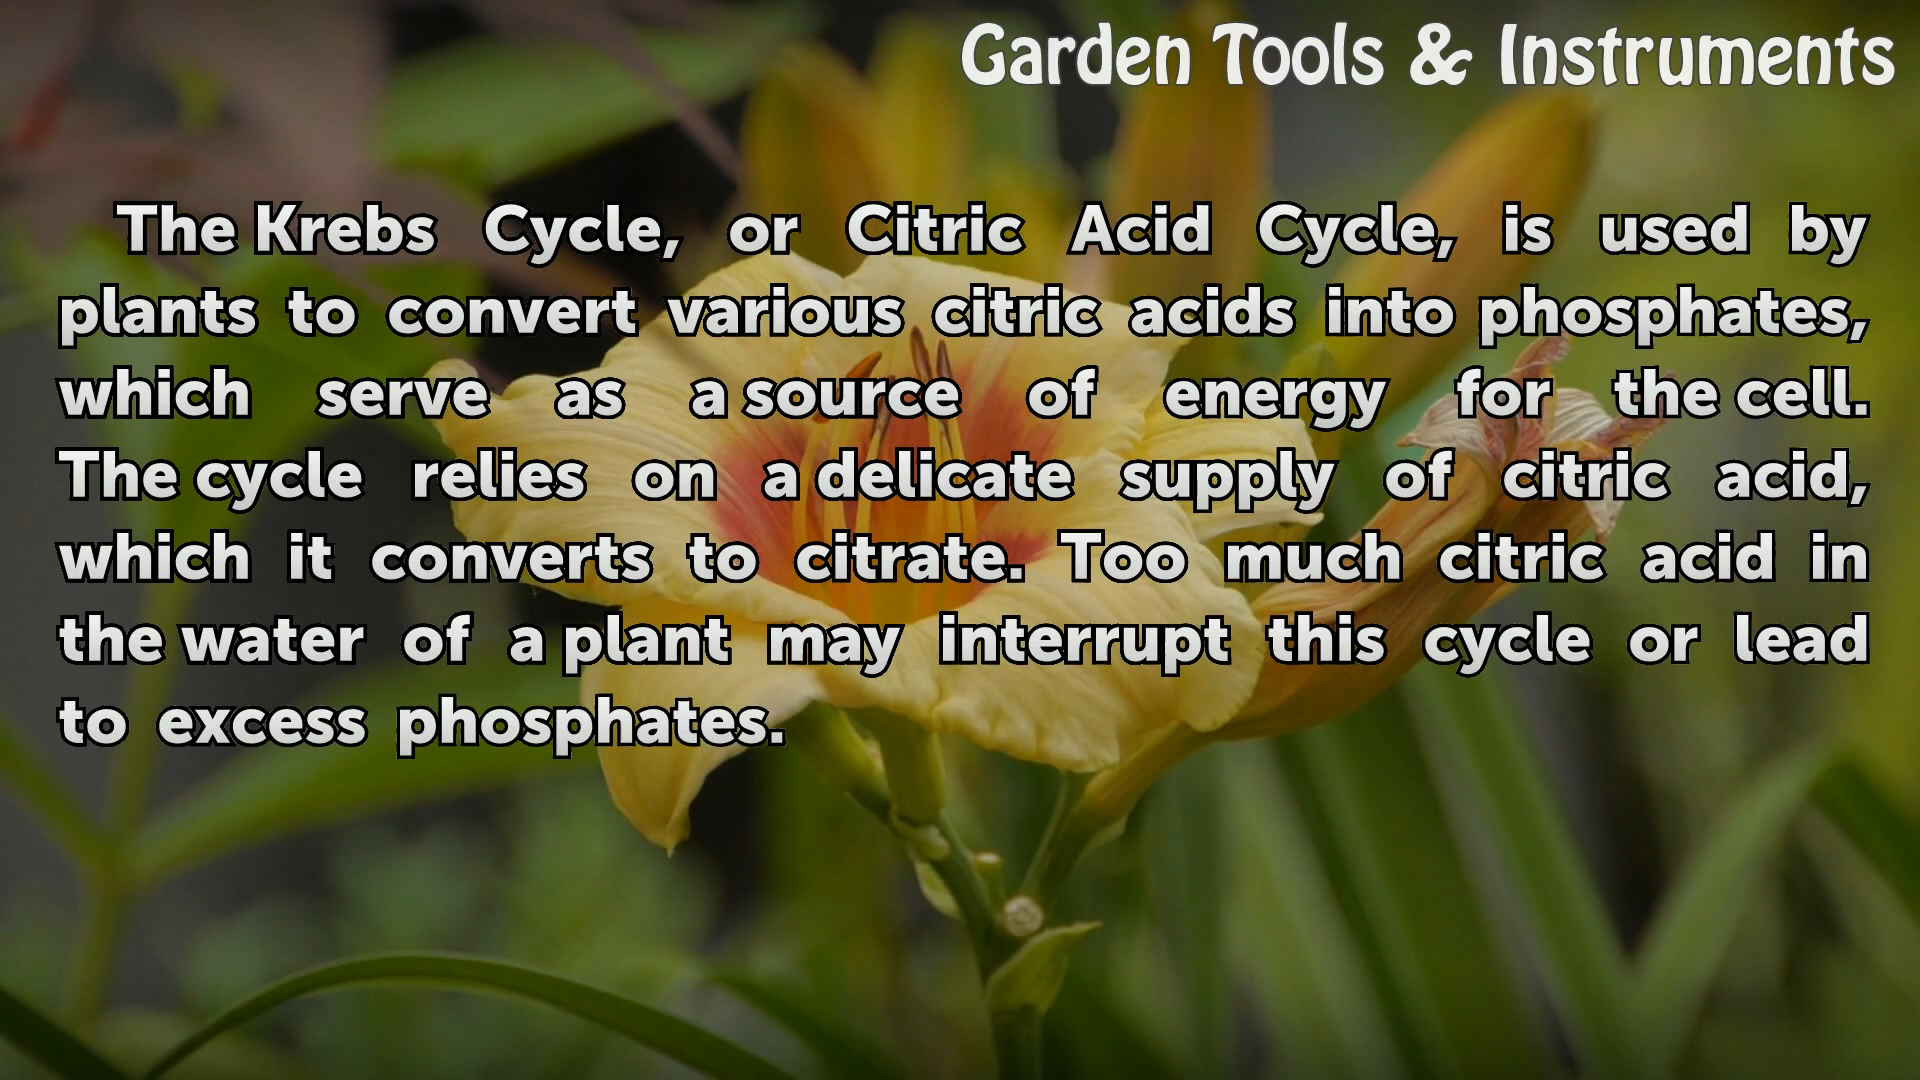 Garden Tools & Instruments
The Krebs Cycle, or Citric Acid Cycle, is used by
plants to convert various citric acids into phosphates,
which serve as a source of energy for the cell.
The cycle relies on a delicate supply of citric acid,
which it converts to citrate. Too much citric acid in
the water of a plant may interrupt this cycle or lead
to excess phosphates.